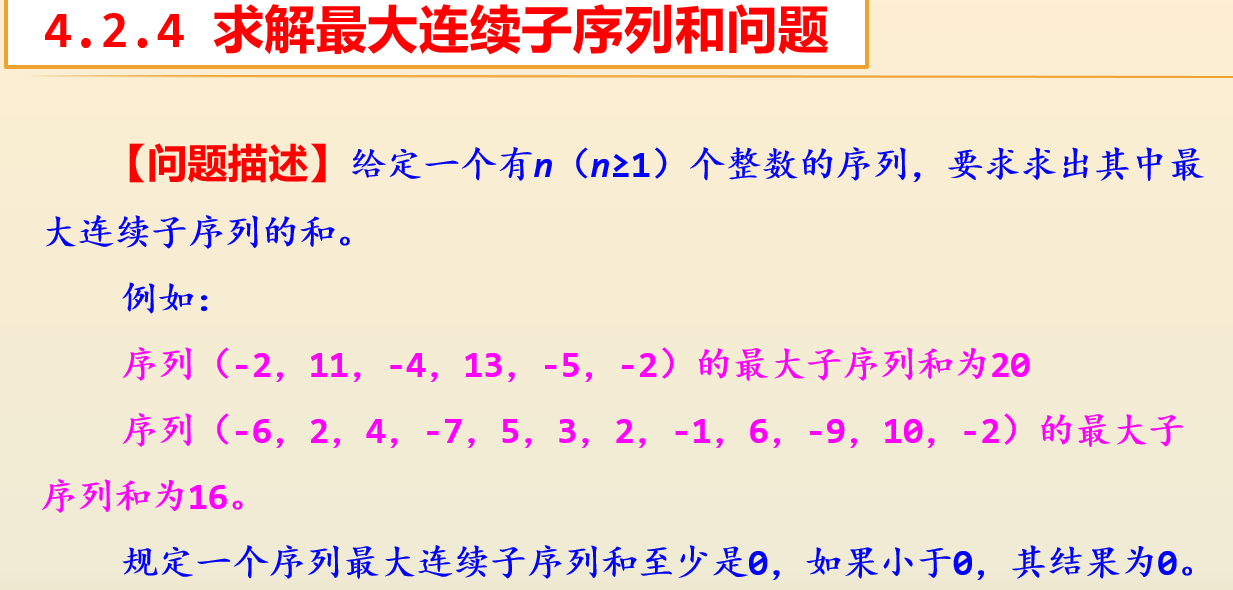 4.2.4 求解最大连续子序列和问题
【问题描述】给定一个有n（n≥1）个整数的序列，要求求出其中最
大连续子序列的和。
例如：
序列（-2，11，-4，13，-5，-2）的最大子序列和为20
序列（-6，2，4，-7，5，3，2，-1，6，-9，10，-2）的最大子
序列和为16。
规定一个序列最大连续子序列和至少是0，如果小于0，其结果为0。